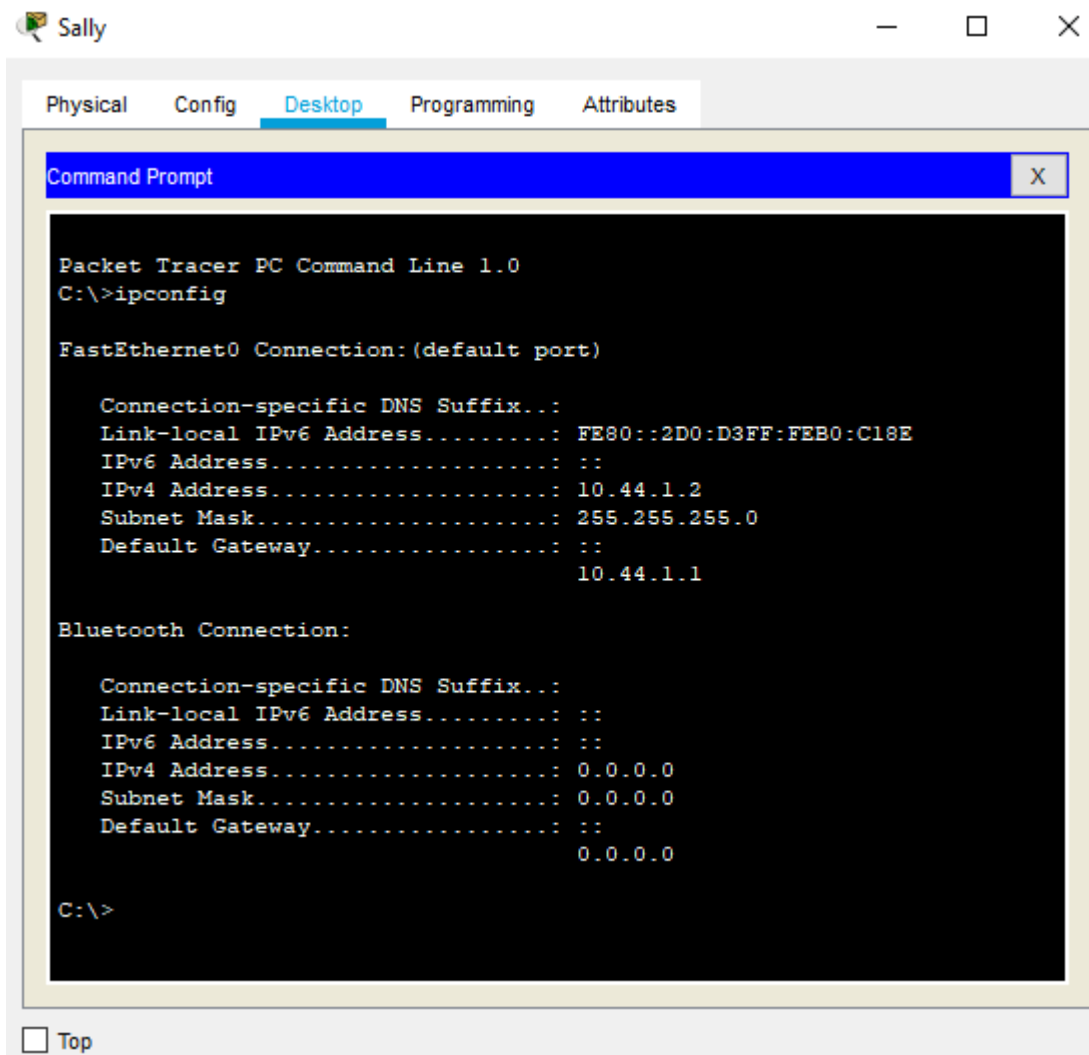 Sally
Physical Config Desktop Programming Attributes
Command Prompt X
Packet Tracer PC Command Line 1.0
C:\>ipconfig
FastEthernet0 Connection:(default port)
Connection-specific DNS Suffix..:
Link-local IPv6 Address.........: FE80::2D0:D3FF:FEB0:C18E
IPv6 Address....................: ::
IPv4 Address....................: 10.44.1.2
Subnet Mask.....................: 255.255.255.0
Default Gateway.................: ::
10.44.1.1
Bluetooth Connection:
Connection-specific DNS Suffix..:
Link-local IPv6 Address.........: ::
IPv6 Address....................: ::
IPv4 Address....................: 0.0.0.0
Subnet Mask.....................: 0.0.0.0
Default Gateway.................: ::
0.0.0.0
C:\>
Top